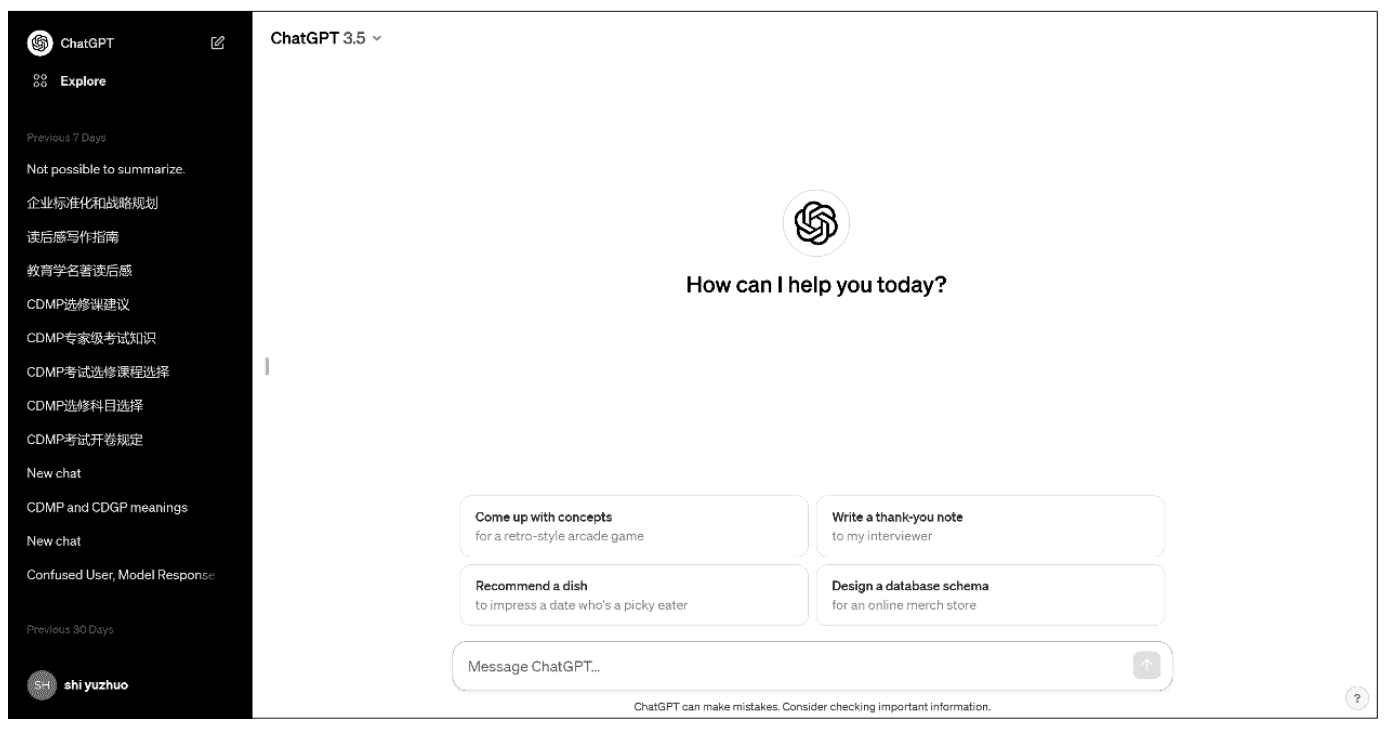 ChatGPT
Explore
Previous 7 Days
Not possible to summarize.
企业标准化和战略规划
读后感写作指南
教育学名著读后感
CDMP选修课建议
CDMP专家级考试知识
CDMP考试选修课程选择
CDMP选修科目选择
CDMP考试开卷规定
New chat
CDMP and CDGP meanings
New chat
Confused User, Model Response
Previous 30 Days
SH shi yuzhuo
ChatGPT 3.5
How can I help you today?
Come up with concepts
for a retro-style arcade game
Write a thank-you note
to my interviewer
Recommend a dish
to impress a date who's a picky eater
Design a database schema
for an online merch store
Message ChatGPT...
ChatGPT can make mistakes. Consider checking important information.
?